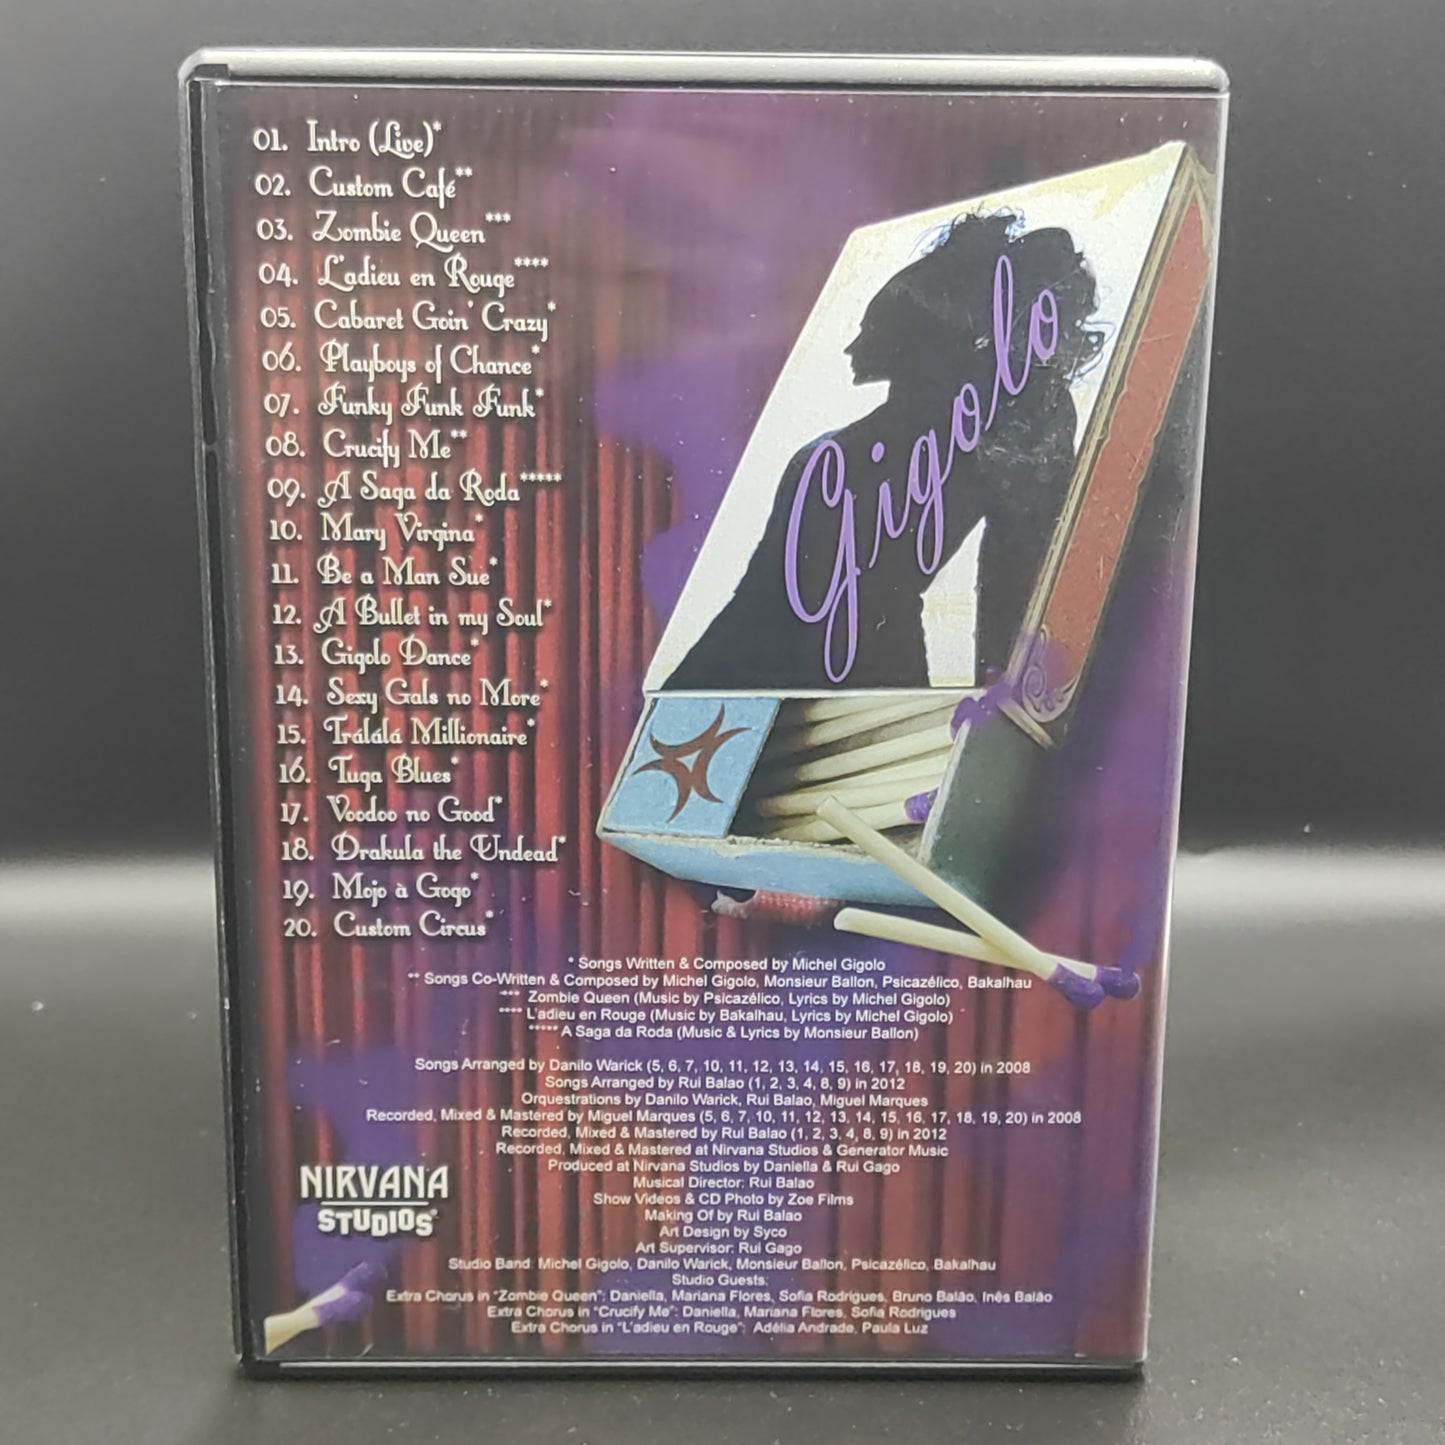 01. Intro (Live)*
02. Custom Café**
03. Zombie Queen***
04. L'adieu en Rouge****
05. Cabaret Goin' Crazy*
06. Playboys of Chance*
07. Funky Funk Funk*
08. Crucify Me**
09. A Saga da Roda*****
10. Mary Virgina*
11. Be a Man Sue*
12. A Bullet in my Soul*
13. Gigolo Dance*
14. Sexy Gals no More*
15. Trálálá Millionaire*
16. Tuga Blues*
17. Voodoo no Good*
18. Drakula the Undead*
19. Mojo à Gogo*
20. Custom Circus*
Gigolo
* Songs Written & Composed by Michel Gigolo
** Songs Co-Written & Composed by Michel Gigolo, Monsieur Ballon, Psicazélico, Bakalhau
*** Zombie Queen (Music by Psicazélico, Lyrics by Michel Gigolo)
**** L'adieu en Rouge (Music by Bakalhau, Lyrics by Michel Gigolo)
***** A Saga da Roda (Music & Lyrics by Monsieur Ballon)
Songs Arranged by Danilo Warick (5, 6, 7, 10, 11, 12, 13, 14, 15, 16, 17, 18, 19, 20) in 2008
Songs Arranged by Rui Balao (1, 2, 3, 4, 8, 9) in 2012
Orquestrations by Danilo Warick, Rui Balao, Miguel Marques
Recorded, Mixed & Mastered by Miguel Marques (5, 6, 7, 10, 11, 12, 13, 14, 15, 16, 17, 18, 19, 20) in 2008
Recorded, Mixed & Mastered by Rui Balao (1, 2, 3, 4, 8, 9) in 2012
Recorded, Mixed & Mastered at Nirvana Studios & Generator Music
Produced at Nirvana Studios by Daniella & Rui Gago
Musical Director: Rui Balao
Show Videos & CD Photo by Zoe Films
Making Of by Rui Balao
Art Design by Syco
Art Supervisor: Rui Gago
Studio Band: Michel Gigolo, Danilo Warick, Monsieur Ballon, Psicazélico, Bakalhau
Studio Guests:
Extra Chorus in "Zombie Queen": Daniella, Mariana Flores, Sofia Rodrigues, Bruno Balão, Inês Balão
Extra Chorus in "Crucify Me": Daniella, Mariana Flores, Sofia Rodrigues
Extra Chorus in "L'adieu en Rouge": Adélia Andrade, Paula Luz
NIRVANA
STUDIOS